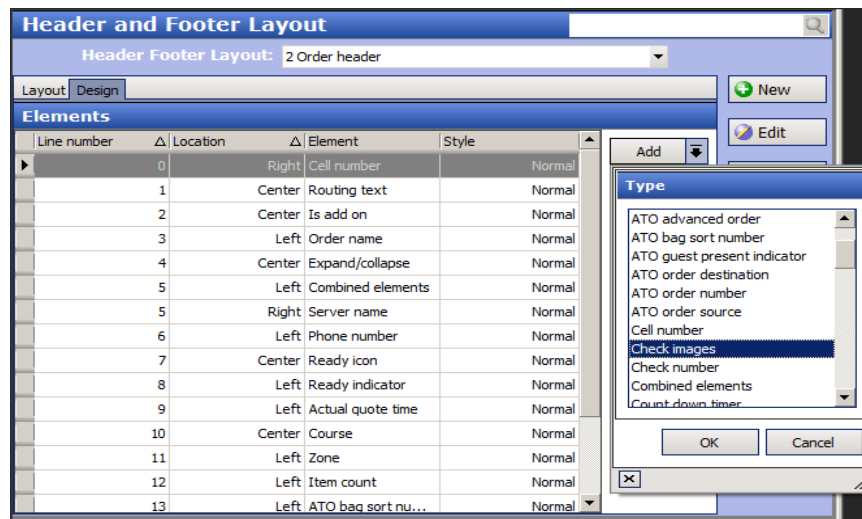 Header and Footer Layout
Header Footer Layout: 2 Order header
Layout Design
New
Elements
Edit
Line number Location Element Style
Add
0 Right Cell number Normal
1 Center Routing text Normal
2 Center Is add on Normal
3 Left Order name Normal
4 Center Expand/collapse Normal
5 Left Combined elements Normal
5 Right Server name Normal
6 Left Phone number Normal
7 Center Ready icon Normal
8 Left Ready indicator Normal
9 Left Actual quote time Normal
10 Center Course Normal
11 Left Zone Normal
12 Left Item count Normal
13 Left ATO bag sort nu... Normal
Type
ATO advanced order
ATO bag sort number
ATO guest present indicator
ATO order destination
ATO order number
ATO order source
Cell number
Check images
Check number
Combined elements
Count down timer
OK Cancel